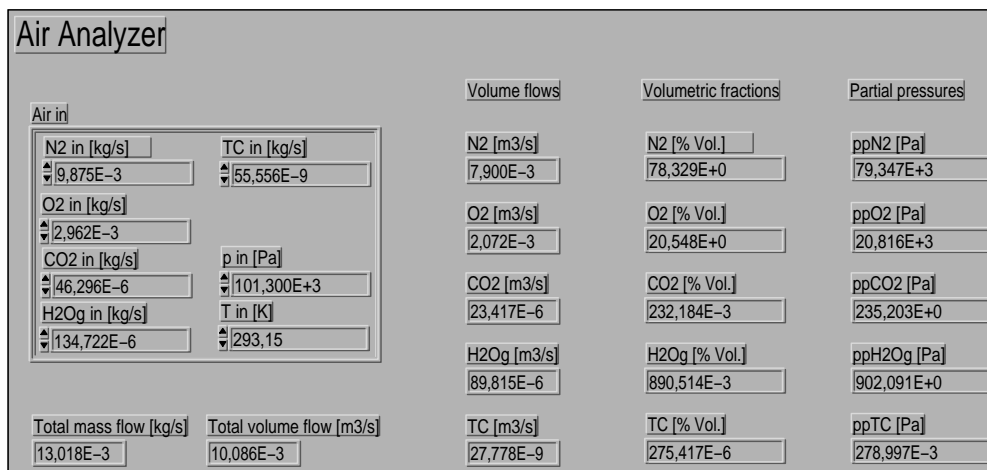 Air Analyzer
Volume flows Volumetric fractions Partial pressures
Air in
N2 in [kg/s] TC in [kg/s] N2 [m3/s] N2 [% Vol.] ppN2 [Pa]
9,875E−3 55,556E−9 7,900E−3 78,329E+0 79,347E+3
O2 in [kg/s] O2 [m3/s] O2 [% Vol.] ppO2 [Pa]
2,962E−3 2,072E−3 20,548E+0 20,816E+3
CO2 in [kg/s] p in [Pa] CO2 [m3/s] CO2 [% Vol.] ppCO2 [Pa]
46,296E−6 101,300E+3 23,417E−6 232,184E−3 235,203E+0
H2Og in [kg/s] T in [K] H2Og [m3/s] H2Og [% Vol.] ppH2Og [Pa]
134,722E−6 293,15 89,815E−6 890,514E−3 902,091E+0
Total mass flow [kg/s] Total volume flow [m3/s] TC [m3/s] TC [% Vol.] ppTC [Pa]
13,018E−3 10,086E−3 27,778E−9 275,417E−6 278,997E−3